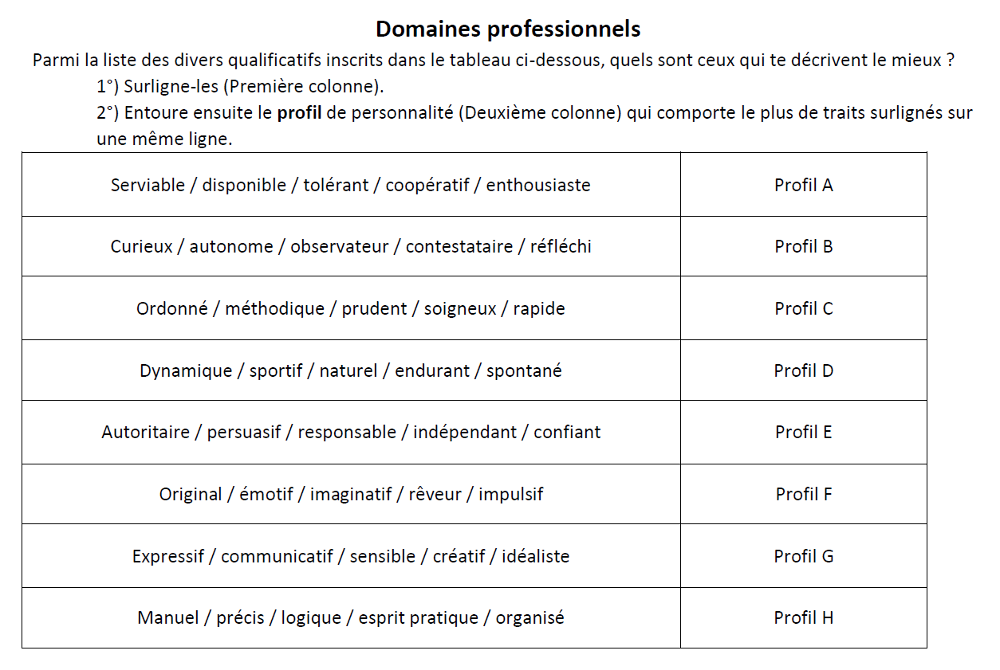 Domaines professionnels
Parmi la liste des divers qualificatifs inscrits dans le tableau ci-dessous, quels sont ceux qui te décrivent le mieux ?
1°) Surligne-les (Première colonne).
2°) Entoure ensuite le profil de personnalité (Deuxième colonne) qui comporte le plus de traits surlignés sur
une même ligne.
Serviable / disponible / tolérant / coopératif / enthousiaste Profil A
Curieux / autonome / observateur / contestataire / réfléchi Profil B
Ordonné / méthodique / prudent / soigneux / rapide Profil C
Dynamique / sportif / naturel / endurant / spontané Profil D
Autoritaire / persuasif / responsable / indépendant / confiant Profil E
Original / émotif / imaginatif / rêveur / impulsif Profil F
Expressif / communicatif / sensible / créatif / idéaliste Profil G
Manuel / précis / logique / esprit pratique / organisé Profil H